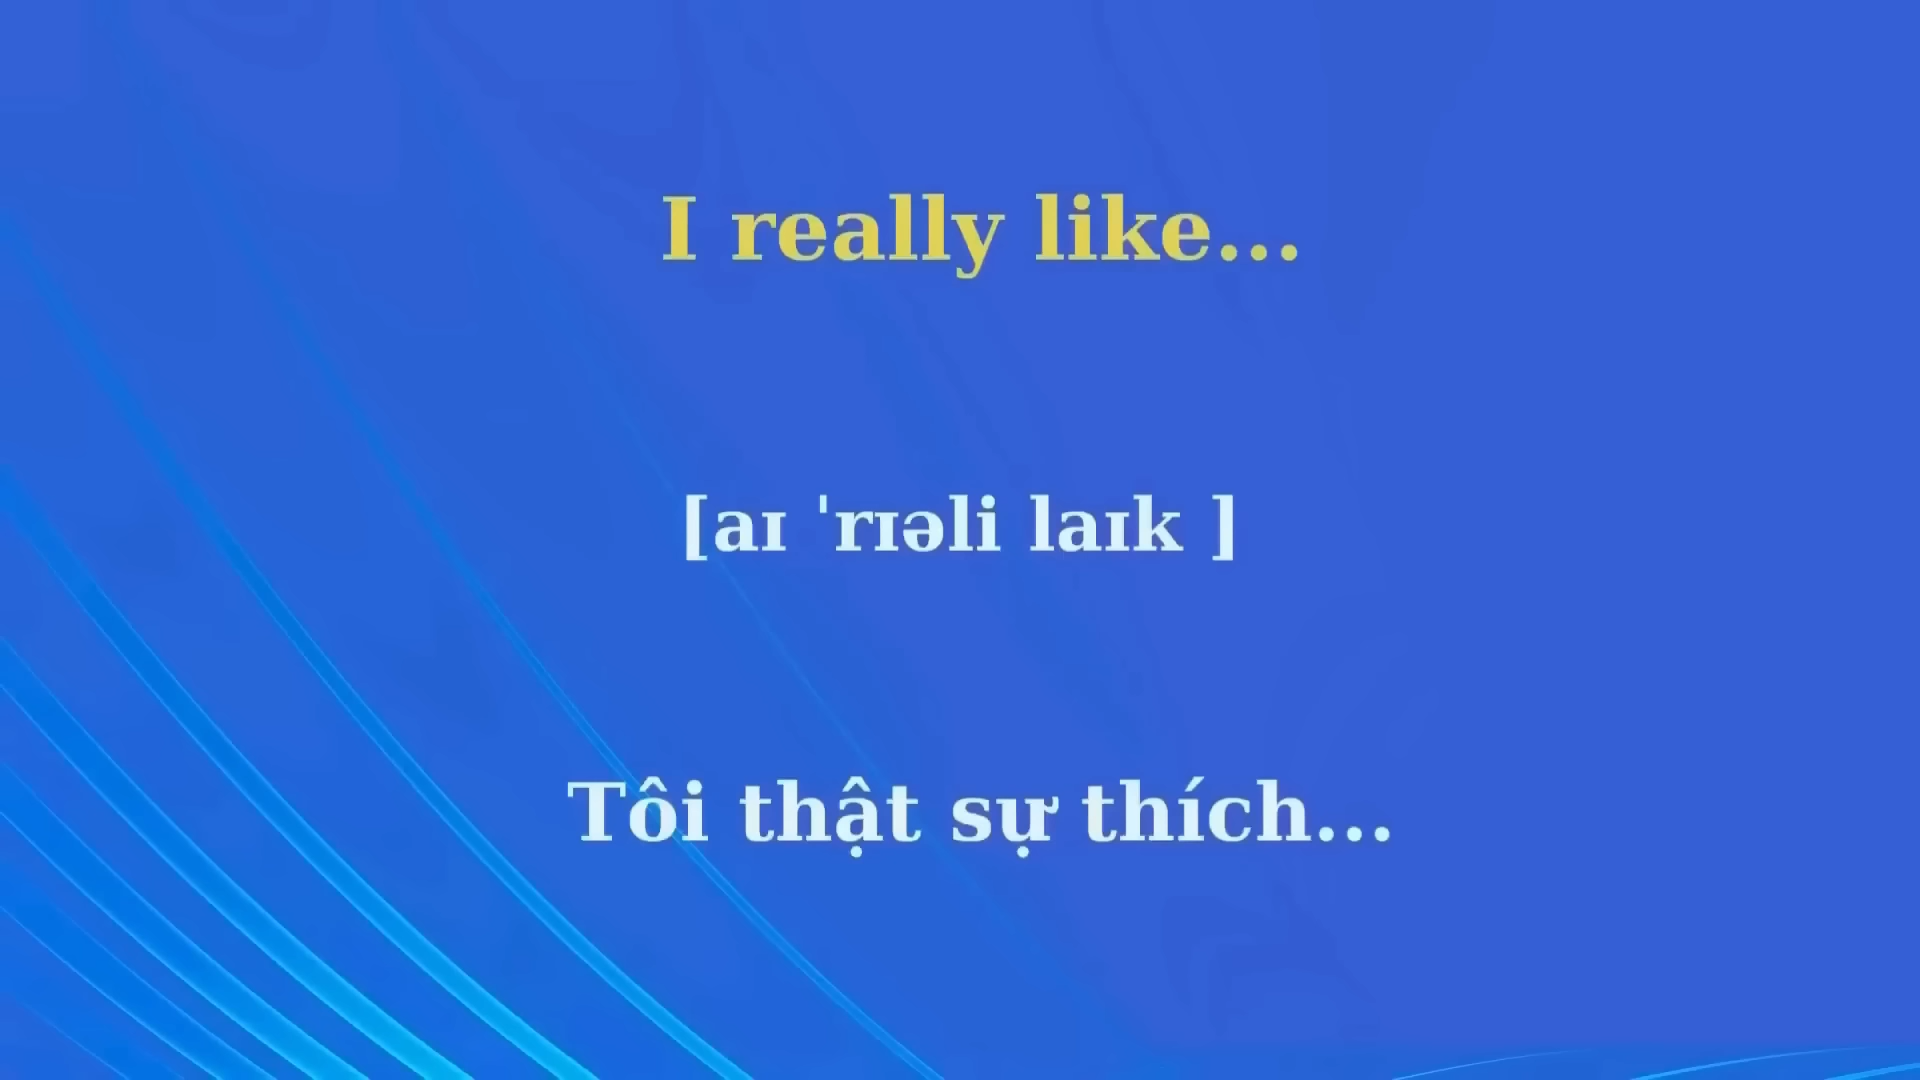 I really like...
[aɪ ˈrɪəli laɪk ]
Tôi thật sự thích...